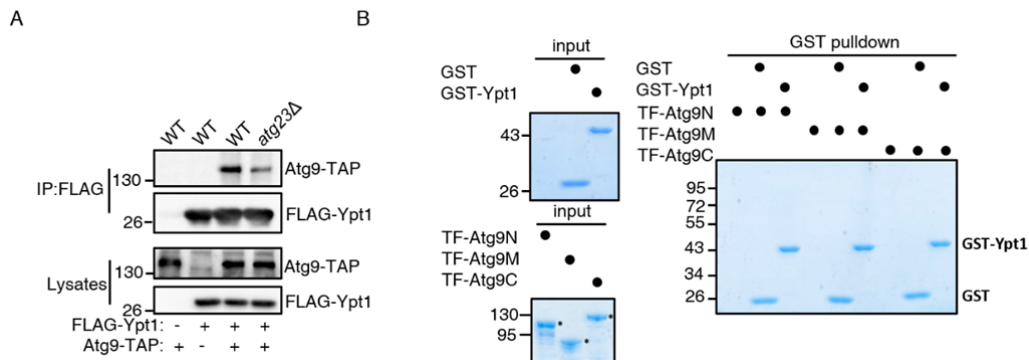 A
WT
WT
WT
atg23Δ
IP:FLAG
130
Atg9-TAP
26
FLAG-Ypt1
Lysates
130
Atg9-TAP
26
FLAG-Ypt1
FLAG-Ypt1: - + + +
Atg9-TAP: + - + +
B
input
GST
GST-Ypt1
43
26
input
TF-Atg9N
TF-Atg9M
TF-Atg9C
130
95
GST pulldown
GST
GST-Ypt1
TF-Atg9N
TF-Atg9M
TF-Atg9C
95
72
55
43
34
26
GST-Ypt1
GST